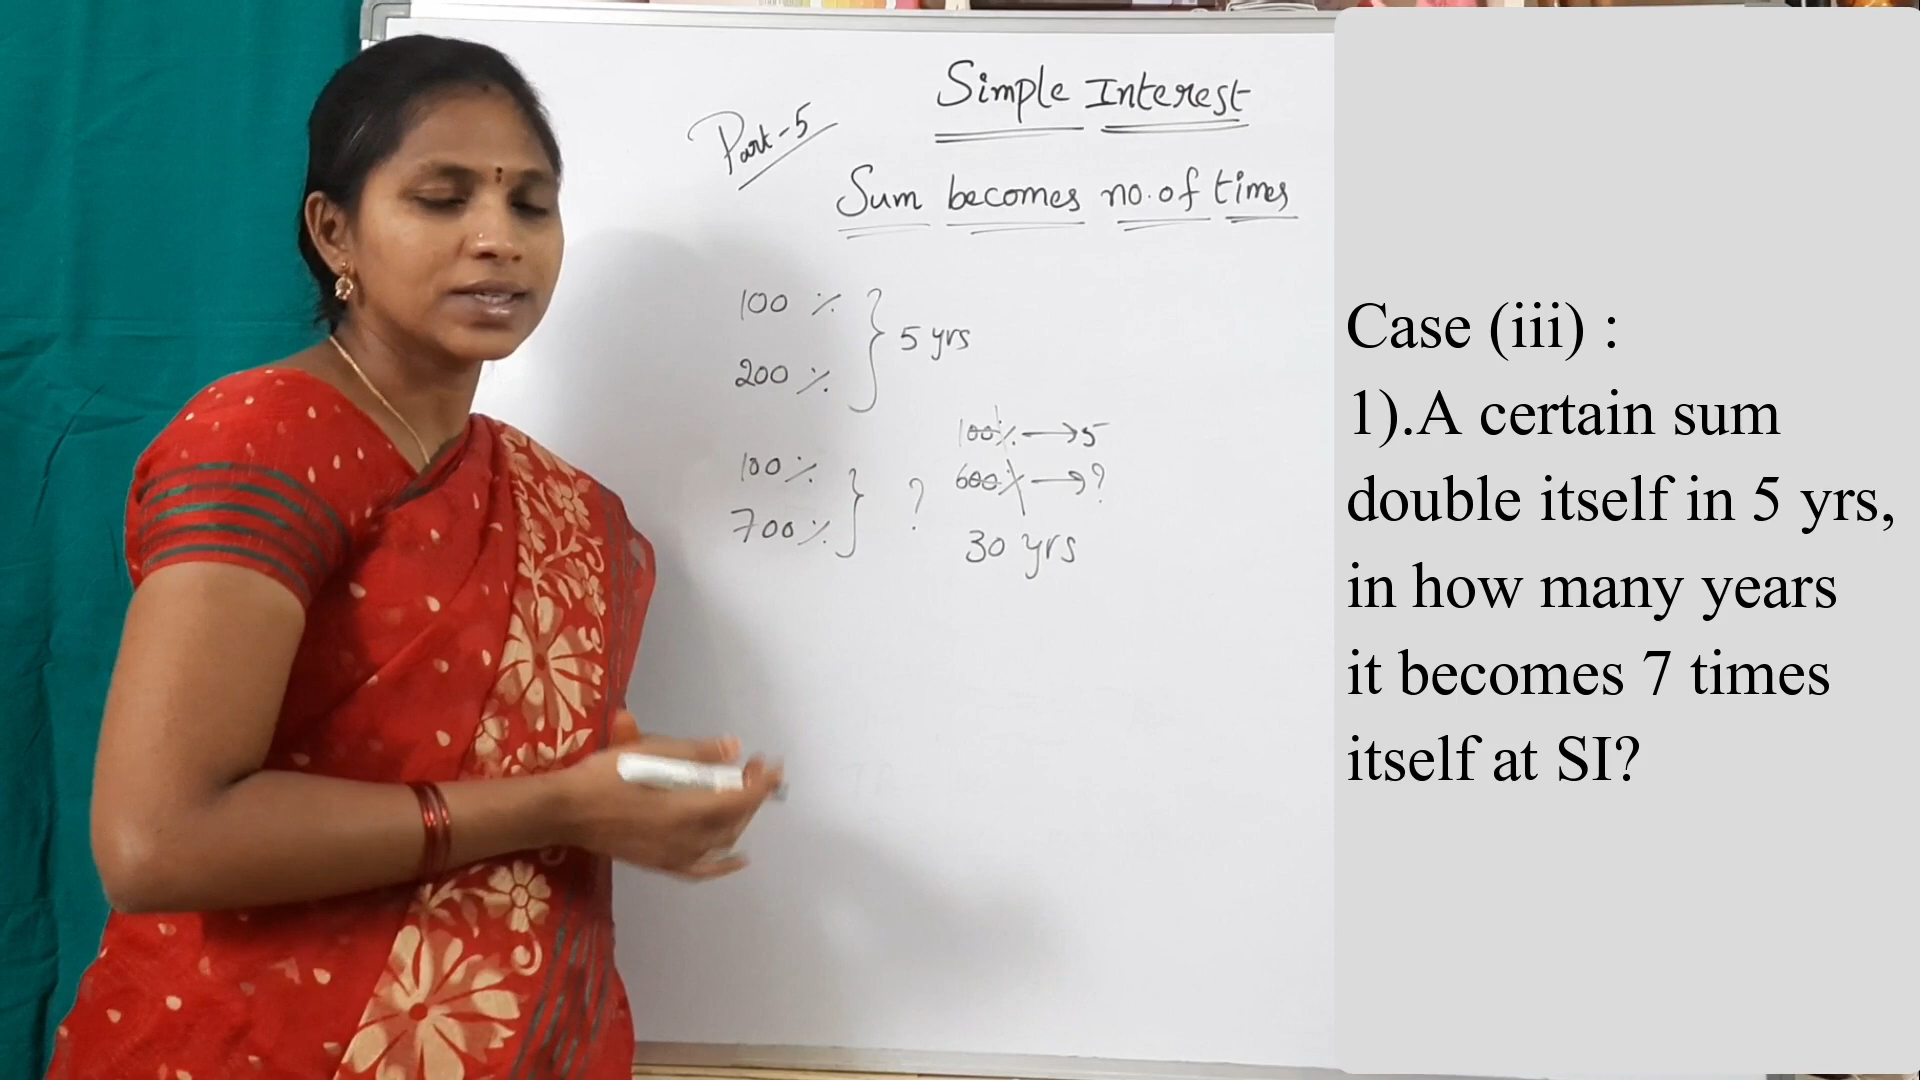 Simple Interest
Part-5
Sum becomes no.of times
100 %
200 %
5 yrs
100% → 5
100 %
600% → ?
700 %
?
30 yrs
Case (iii) :
1).A certain sum
double itself in 5 yrs,
in how many years
it becomes 7 times
itself at SI?